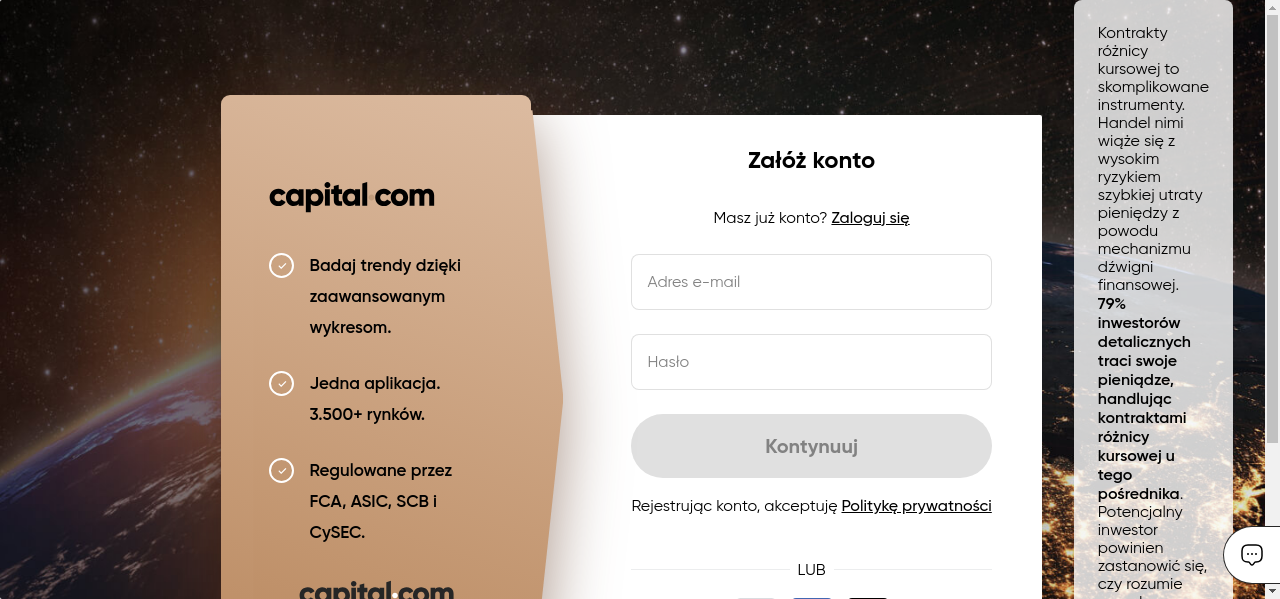 capital com
Badaj trendy dzięki
zaawansowanym
wykresom.
Jedna aplikacja.
3.500+ rynków.
Regulowane przez
FCA, ASIC, SCB i
CySEC.
capital.com
Załóż konto
Masz już konto? Zaloguj się
Adres e-mail
Hasło
Kontynuuj
Rejestrując konto, akceptuję Politykę prywatności
LUB
Kontrakty
różnicy
kursowej to
skomplikowane
instrumenty.
Handel nimi
wiąże się z
wysokim
ryzykiem
szybkiej utraty
pieniędzy z
powodu
mechanizmu
dźwigni
finansowej.
79%
inwestorów
detalicznych
traci swoje
pieniądze,
handlując
kontraktami
różnicy
kursowej u
tego
pośrednika.
Potencjalny
inwestor
powinien
zastanowić się,
czy rozumie